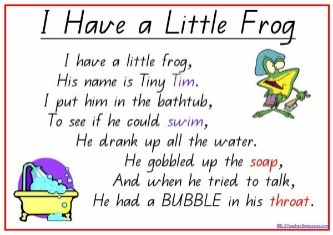 I Have a Little Frog
I have a little frog,
His name is Tiny Tim.
I put him in the bathtub,
To see if he could swim,
He drank up all the water.
He gobbled up the soap,
And when he tried to talk,
He had a BUBBLE in his throat.